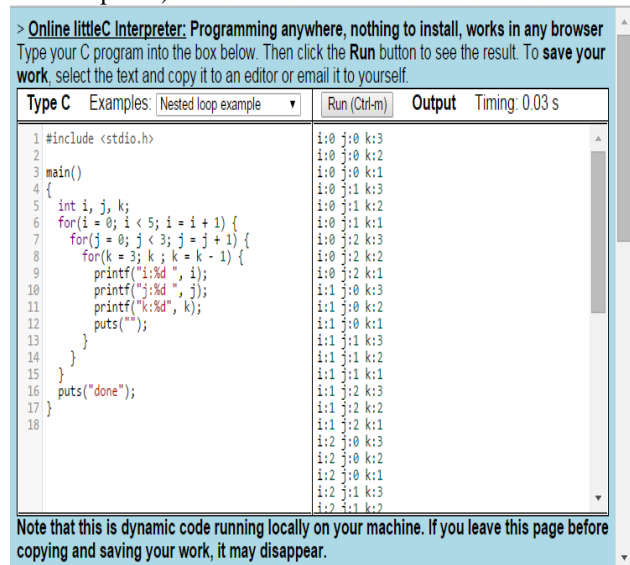 > Online littleC Interpreter: Programming anywhere, nothing to install, works in any browser
Type your C program into the box below. Then click the Run button to see the result. To save your
work, select the text and copy it to an editor or email it to yourself.
Type C Examples: Nested loop example Run (Ctrl-m) Output Timing: 0.03 s
1 #include <stdio.h>
2
3 main()
4 {
5 int i, j, k;
6 for(i = 0; i < 5; i = i + 1) {
7 for(j = 0; j < 3; j = j + 1) {
8 for(k = 3; k ; k = k - 1) {
9 printf("i:%d ", i);
10 printf("j:%d ", j);
11 printf("k:%d", k);
12 puts("");
13 }
14 }
15 }
16 puts("done");
17 }
18
i:0 j:0 k:3
i:0 j:0 k:2
i:0 j:0 k:1
i:0 j:1 k:3
i:0 j:1 k:2
i:0 j:1 k:1
i:0 j:2 k:3
i:0 j:2 k:2
i:0 j:2 k:1
i:1 j:0 k:3
i:1 j:0 k:2
i:1 j:0 k:1
i:1 j:1 k:3
i:1 j:1 k:2
i:1 j:1 k:1
i:1 j:2 k:3
i:1 j:2 k:2
i:1 j:2 k:1
i:2 j:0 k:3
i:2 j:0 k:2
i:2 j:0 k:1
i:2 j:1 k:3
i:2 j:1 k:2
Note that this is dynamic code running locally on your machine. If you leave this page before
copying and saving your work, it may disappear.